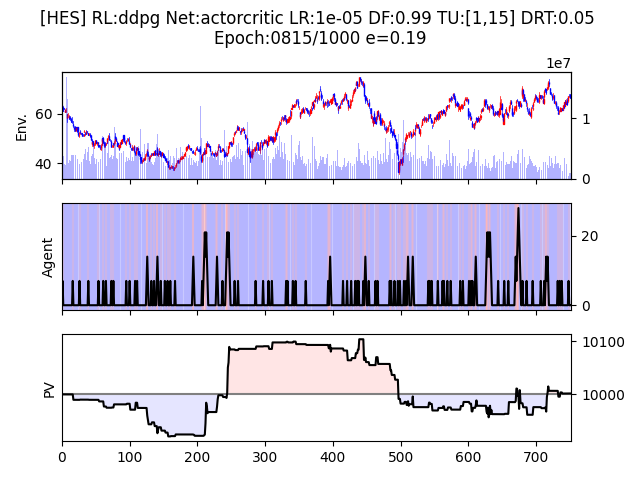 [HES] RL:ddpg Net:actorcritic LR:1e-05 DF:0.99 TU:[1,15] DRT:0.05
Epoch:0815/1000 e=0.19
1e7
Env.
60
40
1
0
Agent
20
0
PV
10100
10000
0 100 200 300 400 500 600 700